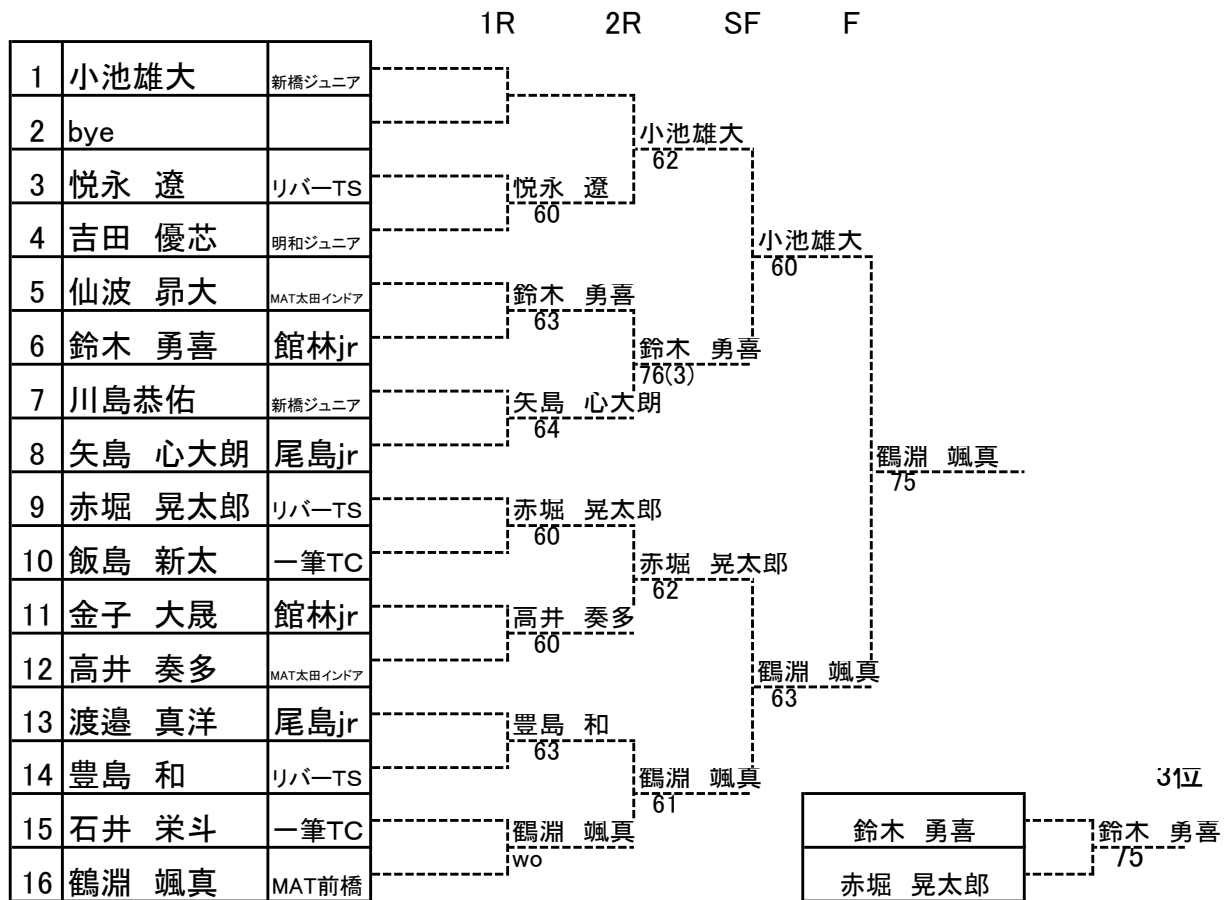 1R 2R SF F
1 小池雄大 新橋ジュニア
2 bye
小池雄大
62
3 悦永 遼 リバーTS
悦永 遼
60
4 吉田 優芯 明和ジュニア
小池雄大
60
5 仙波 昴大 MAT太田インドア
鈴木 勇喜
63
6 鈴木 勇喜 館林jr
鈴木 勇喜
76(3)
7 川島恭佑 新橋ジュニア
矢島 心大朗
64
8 矢島 心大朗 尾島jr
鶴淵 颯真
75
9 赤堀 晃太郎 リバーTS
赤堀 晃太郎
60
10 飯島 新太 一筆TC
赤堀 晃太郎
62
11 金子 大晟 館林jr
高井 奏多
60
12 高井 奏多 MAT太田インドア
鶴淵 颯真
63
13 渡邉 真洋 尾島jr
豊島 和
63
14 豊島 和 リバーTS
鶴淵 颯真
61
3位
15 石井 栄斗 一筆TC
鶴淵 颯真
wo
鈴木 勇喜
鈴木 勇喜
75
16 鶴淵 颯真 MAT前橋
赤堀 晃太郎